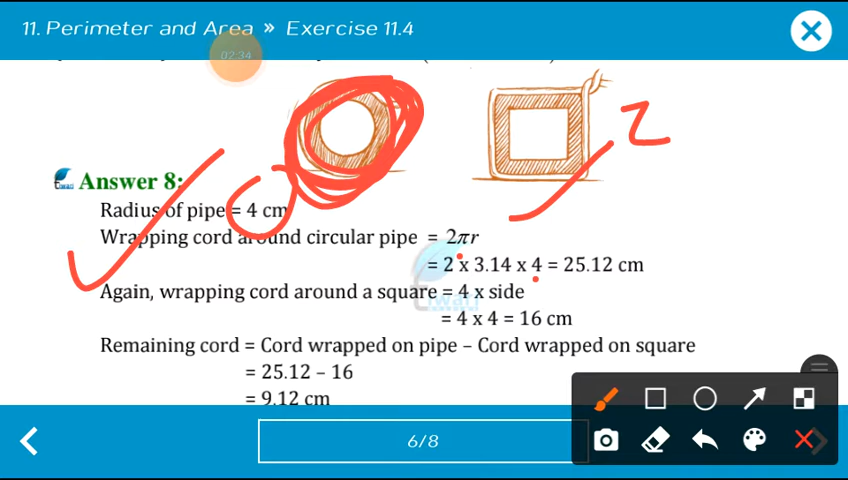 11. Perimeter and Area » Exercise 11.4
02:34
Answer 8:
Radius of pipe = 4 cm
Wrapping cord around circular pipe = 2πr
= 2 x 3.14 x 4 = 25.12 cm
Again, wrapping cord around a square = 4 x side
= 4 x 4 = 16 cm
Remaining cord = Cord wrapped on pipe – Cord wrapped on square
= 25.12 – 16
= 9.12 cm
6/8